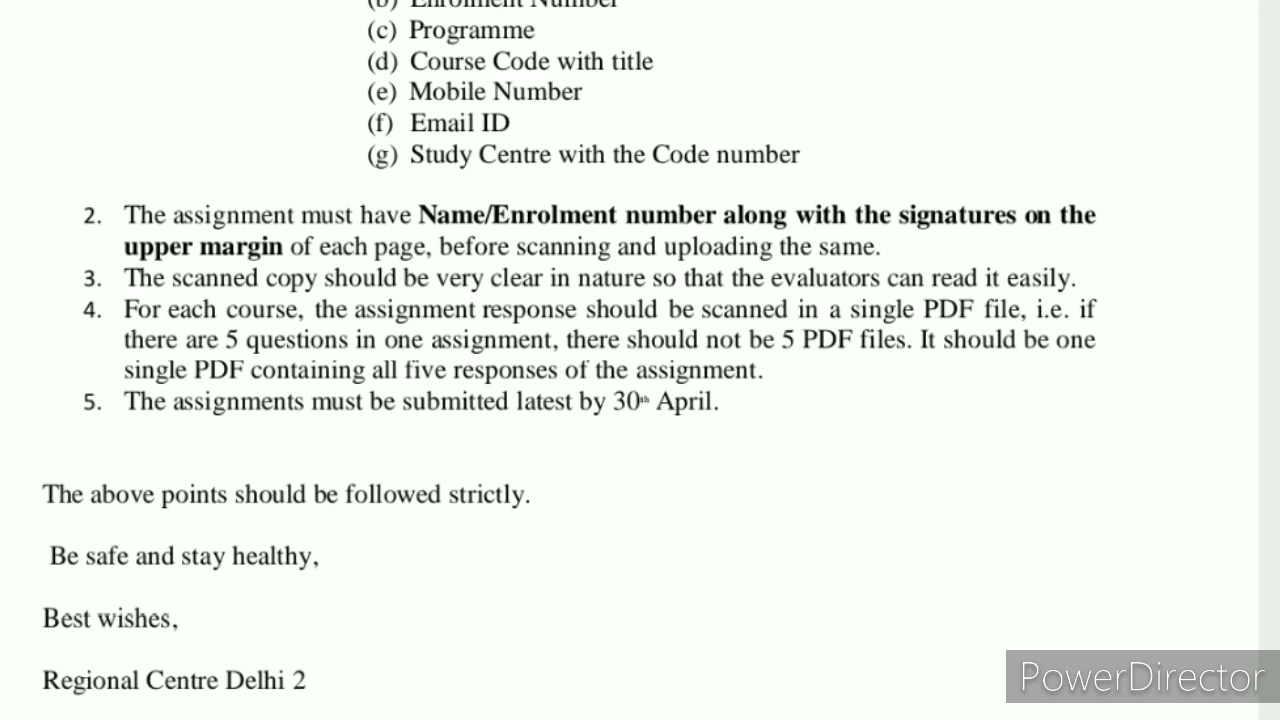 (b) Enrolment Number
(c) Programme
(d) Course Code with title
(e) Mobile Number
(f) Email ID
(g) Study Centre with the Code number
2. The assignment must have Name/Enrolment number along with the signatures on the
upper margin of each page, before scanning and uploading the same.
3. The scanned copy should be very clear in nature so that the evaluators can read it easily.
4. For each course, the assignment response should be scanned in a single PDF file, i.e. if
there are 5 questions in one assignment, there should not be 5 PDF files. It should be one
single PDF containing all five responses of the assignment.
5. The assignments must be submitted latest by 30th April.
The above points should be followed strictly.
Be safe and stay healthy,
Best wishes,
Regional Centre Delhi 2
PowerDirector